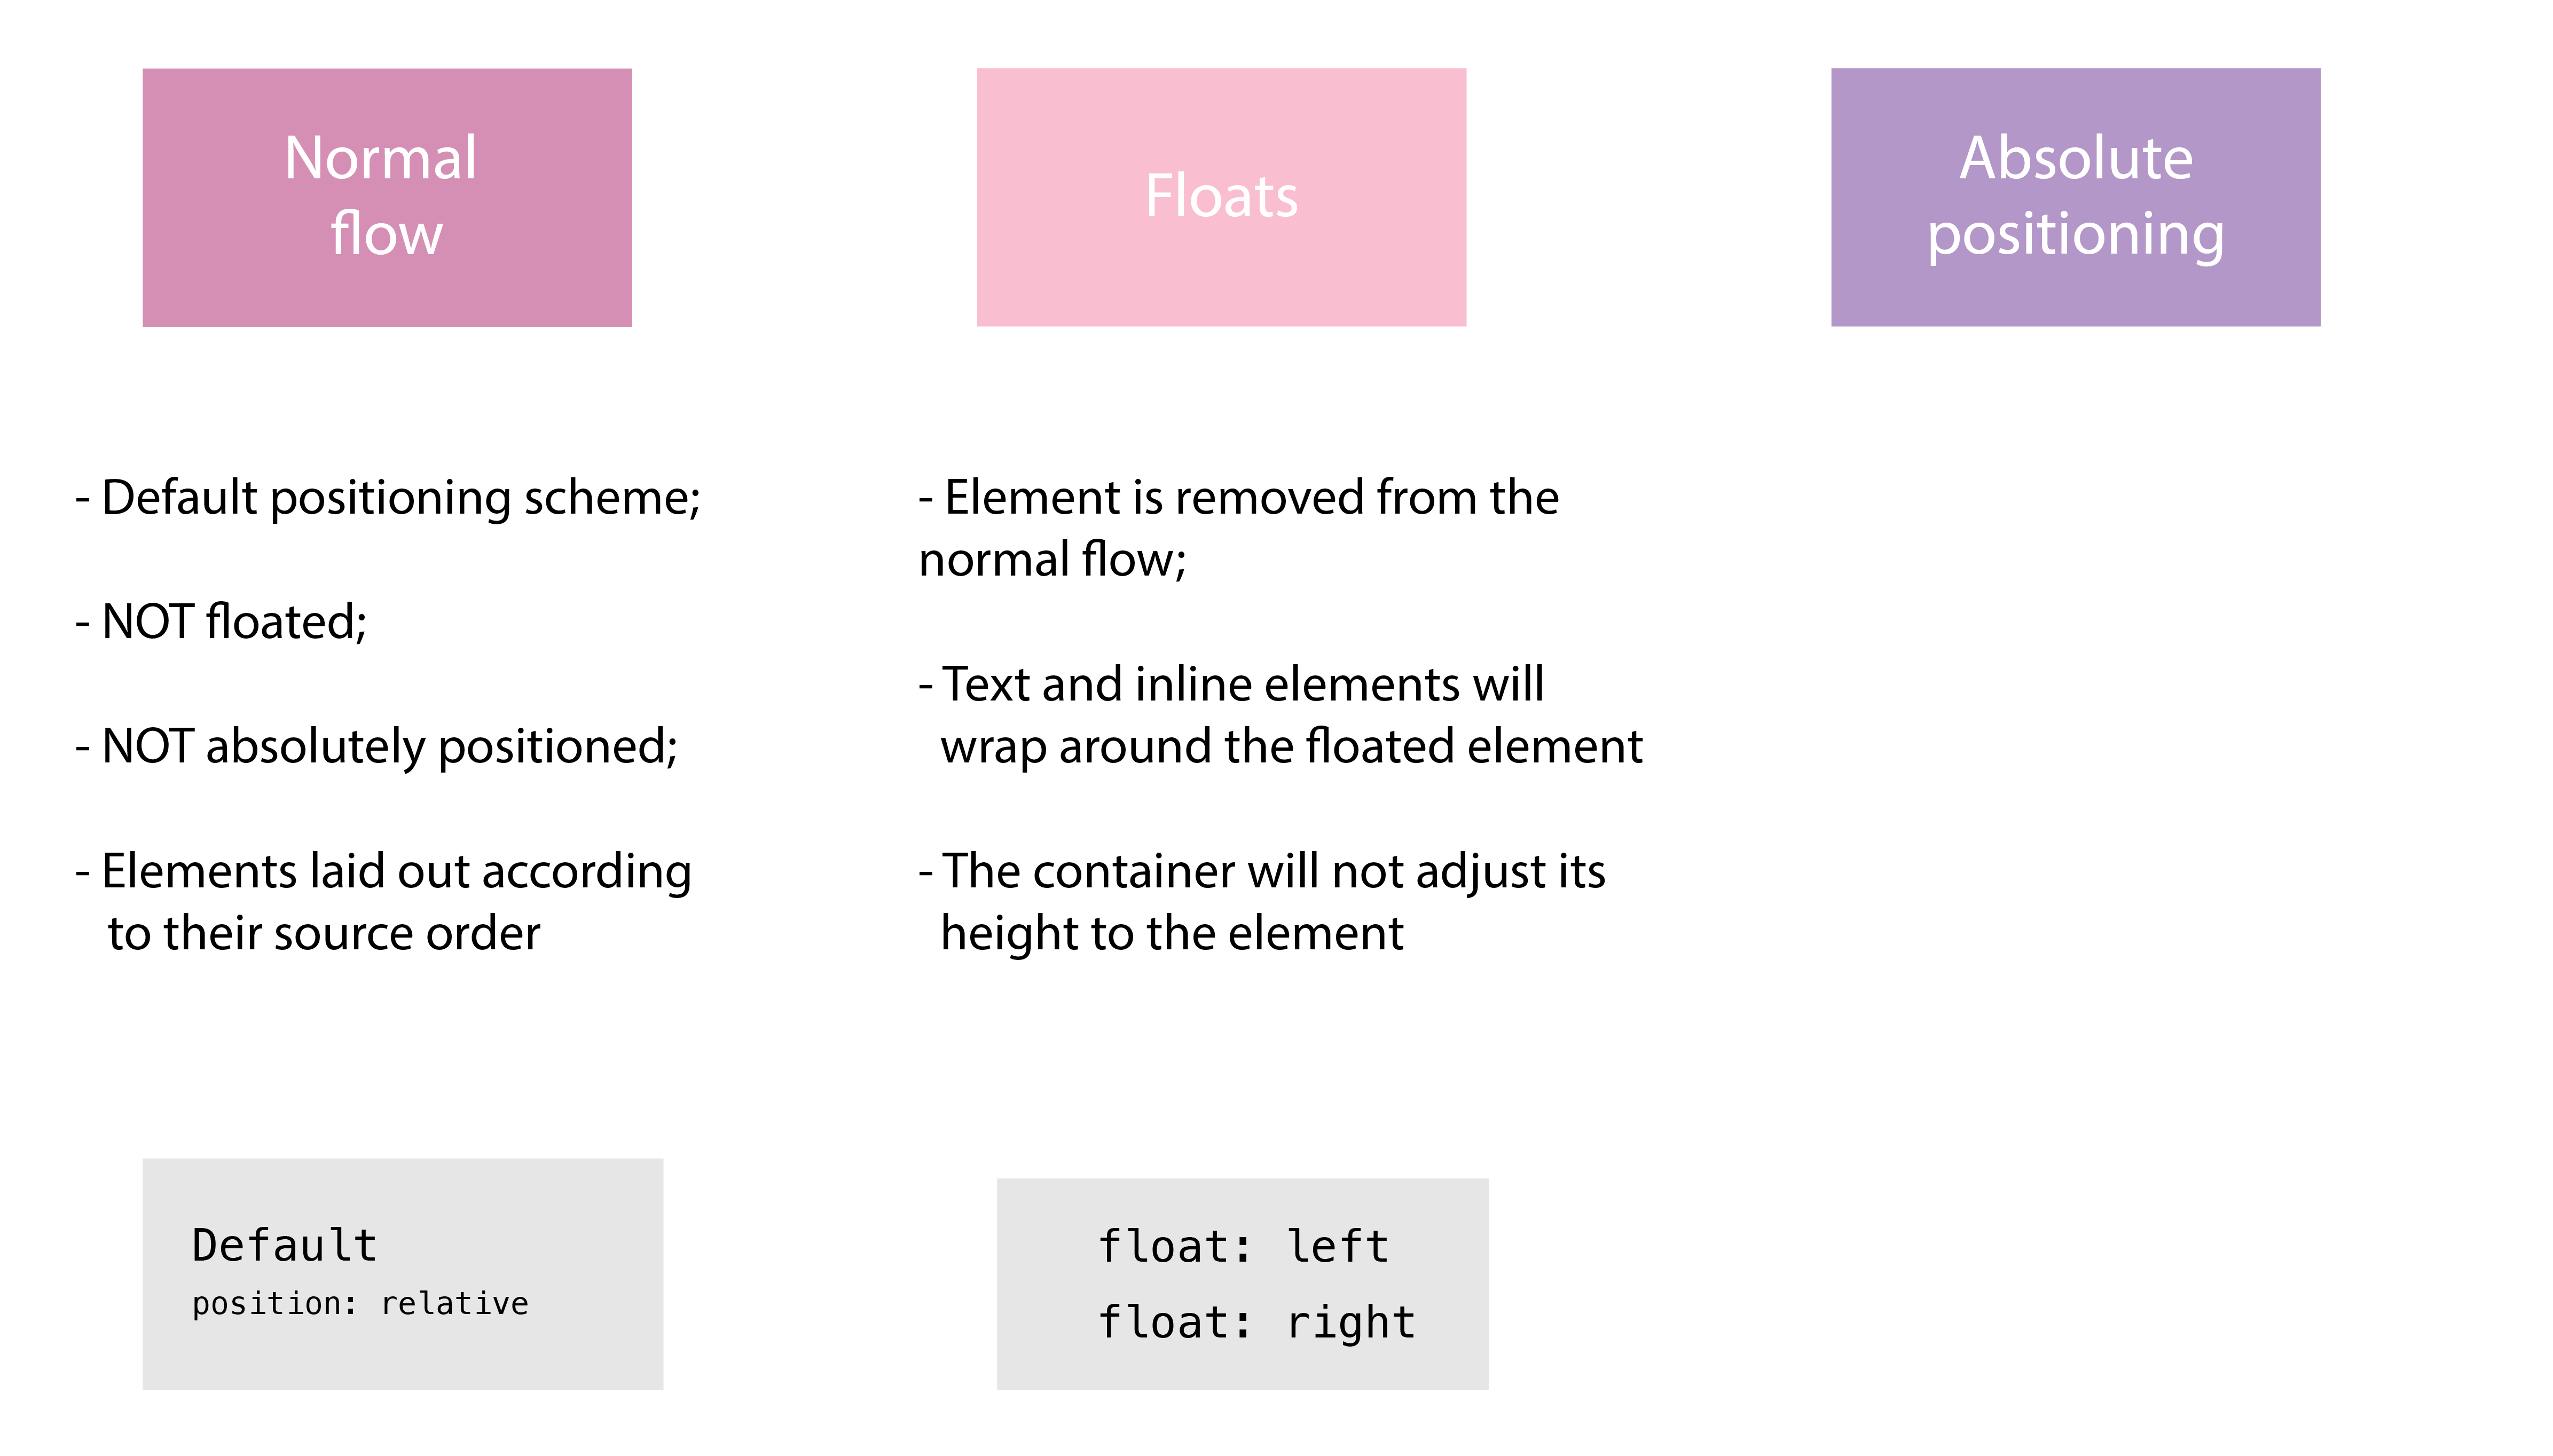 Normal
flow
Floats
Absolute
positioning
- Default positioning scheme;
- NOT floated;
- NOT absolutely positioned;
- Elements laid out according
to their source order
- Element is removed from the
normal flow;
- Text and inline elements will
wrap around the floated element
- The container will not adjust its
height to the element
Default
position: relative
float: left
float: right